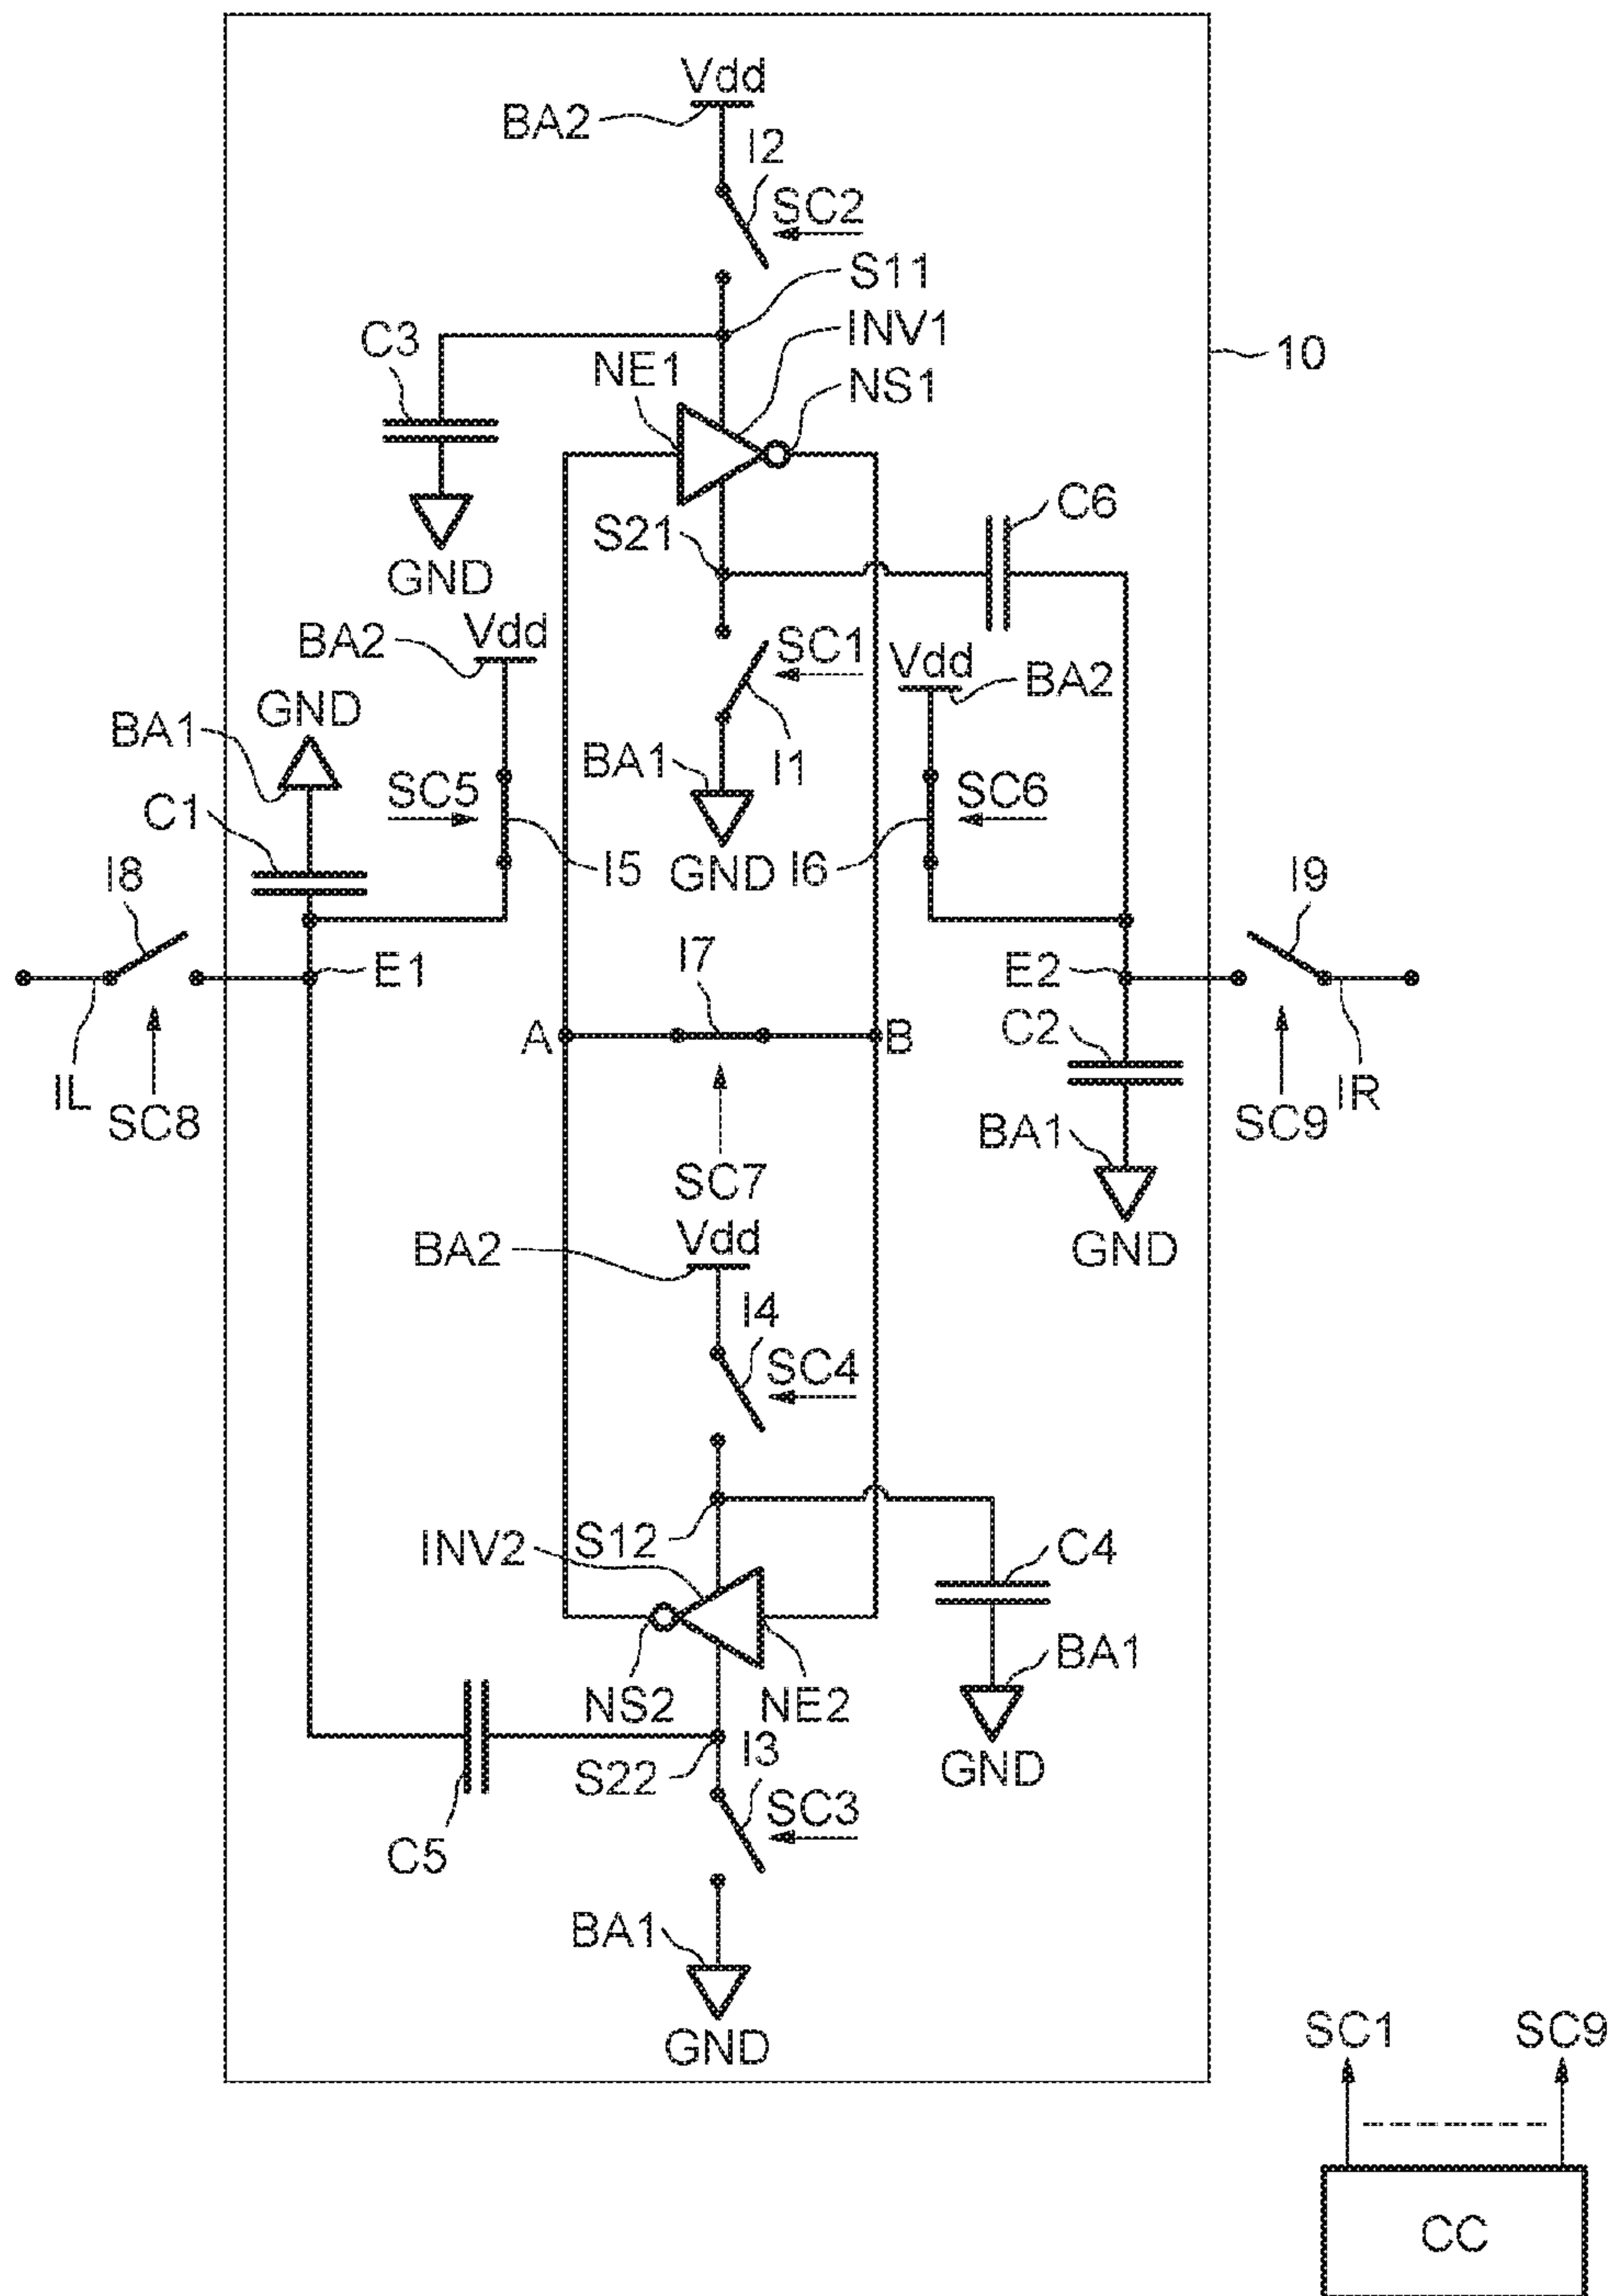 Vdd
BA2
I2
SC2
S11
C3
INV1
10
NE1
NS1
C6
S21
GND
BA2
Vdd
SC1
Vdd
BA2
GND
BA1
I1
BA1
SC5
SC6
C1
I8
I5
GND
I6
I9
I7
E1
E2
C2
A
B
IL
SC8
IR
SC9
BA1
SC7
Vdd
BA2
GND
I4
SC4
S12
INV2
C4
BA1
NS2
NE2
I3
S22
GND
SC3
C5
BA1
GND
SC1
SC9
CC